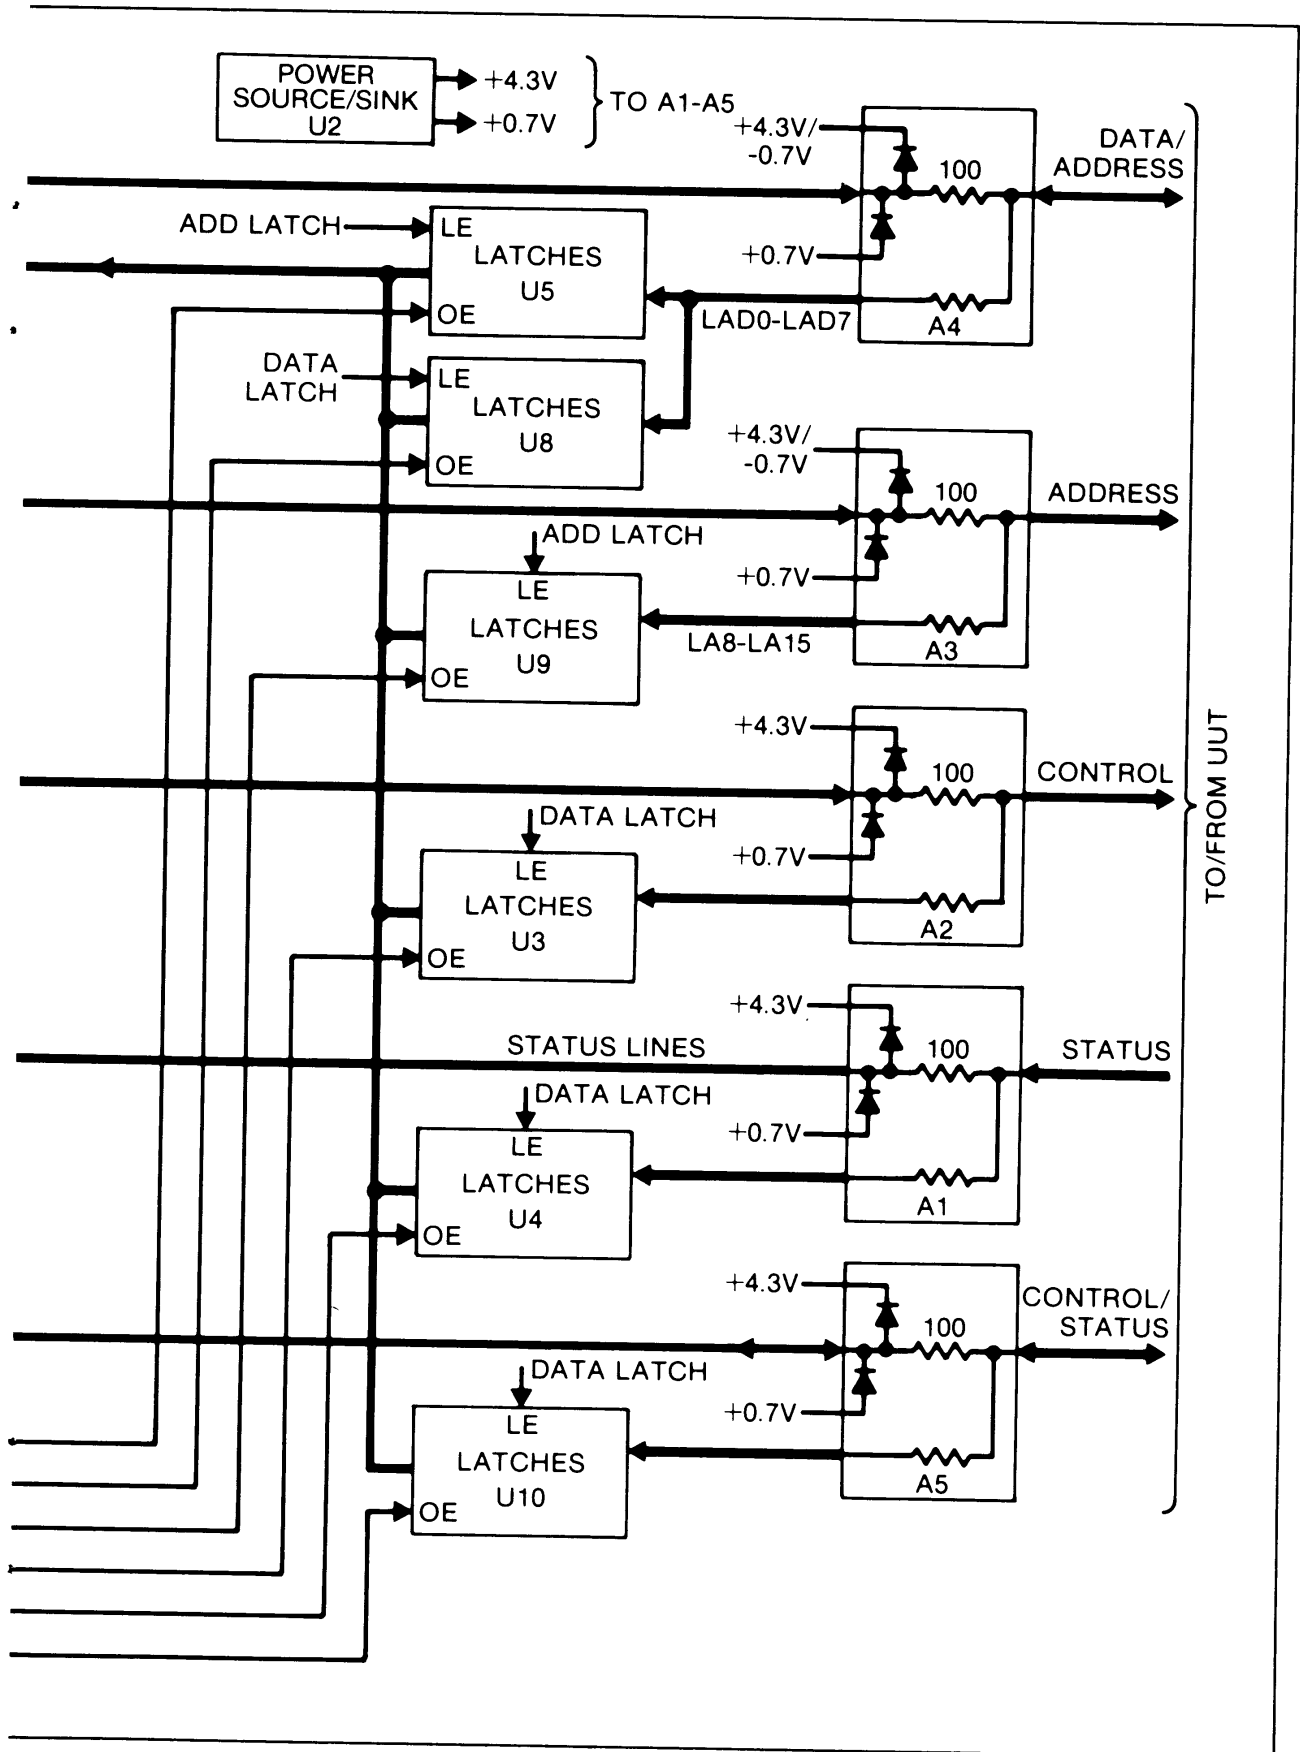 POWER
SOURCE/SINK
U2
+4.3V
+0.7V
TO A1-A5
+4.3V/
-0.7V
100
DATA/
ADDRESS
+0.7V
A4
ADD LATCH
LE
LATCHES
U5
OE
LAD0-LAD7
DATA
LATCH
LE
LATCHES
U8
OE
+4.3V/
-0.7V
100
ADDRESS
+0.7V
A3
ADD LATCH
LE
LATCHES
U9
OE
LA8-LA15
+4.3V
100
CONTROL
+0.7V
A2
DATA LATCH
LE
LATCHES
U3
OE
TO/FROM UUT
+4.3V
STATUS LINES
100
STATUS
+0.7V
A1
DATA LATCH
LE
LATCHES
U4
OE
+4.3V
100
CONTROL/
STATUS
+0.7V
A5
DATA LATCH
LE
LATCHES
U10
OE